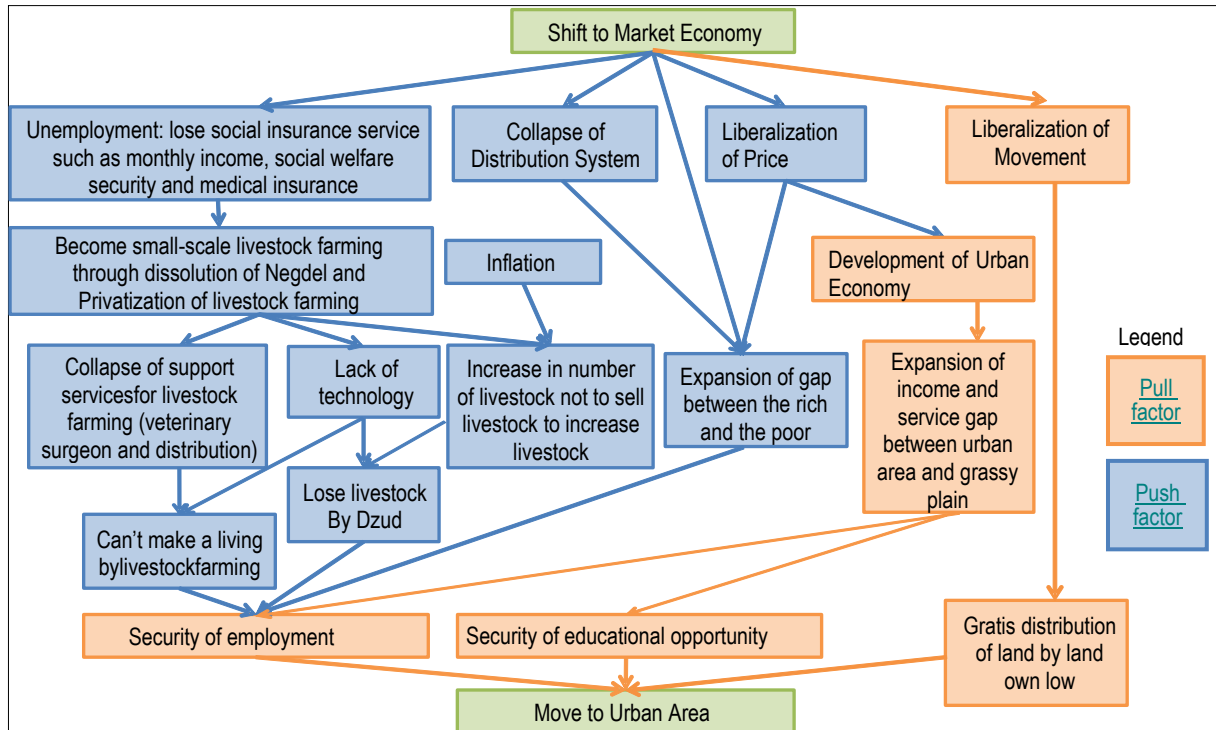 Shift to Market Economy
Unemployment: lose social insurance service
such as monthly income, social welfare
security and medical insurance
Collapse of
Distribution System
Liberalization
of Price
Liberalization of
Movement
Become small-scale livestock farming
through dissolution of Negdel and
Privatization of livestock farming
Inflation
Development of Urban
Economy
Collapse of support
servicesfor livestock
farming (veterinary
surgeon and distribution)
Lack of
technology
Increase in number
of livestock not to sell
livestock to increase
livestock
Expansion of gap
between the rich
and the poor
Expansion of
income and
service gap
between urban
area and grassy
plain
Legend
Pull
factor
Push
factor
Lose livestock
By Dzud
Can't make a living
bylivestockfarming
Security of employment
Security of educational opportunity
Gratis distribution
of land by land
own low
Move to Urban Area